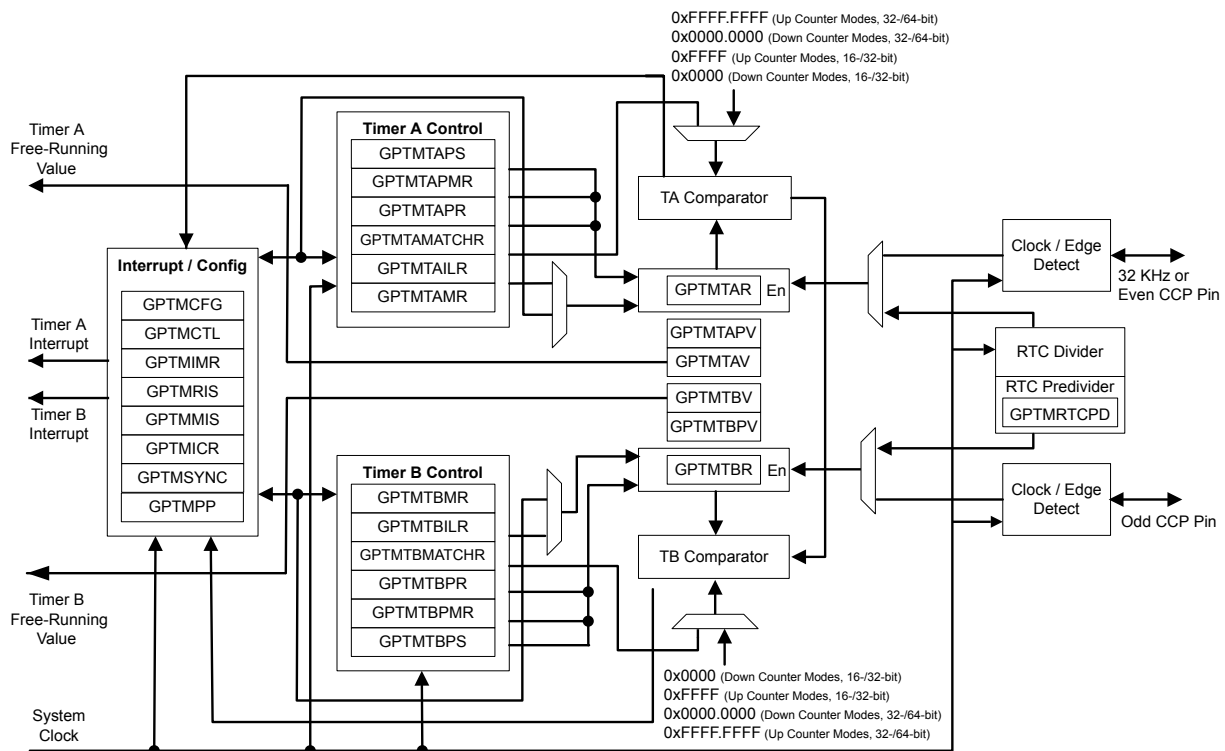 0xFFFF.FFFF (Up Counter Modes, 32-/64-bit)
0x0000.0000 (Down Counter Modes, 32-/64-bit)
0xFFFF (Up Counter Modes, 16-/32-bit)
0x0000 (Down Counter Modes, 16-/32-bit)
Timer A
Free-Running
Value
Timer A Control
GPTMTAPS
GPTMTAPMR
GPTMTAPR
GPTMTAMATCHR
GPTMTAILR
GPTMTAMR
TA Comparator
GPTMTAR
En
Clock / Edge
Detect
32 KHz or
Even CCP Pin
Interrupt / Config
GPTMCFG
GPTMCTL
GPTMIMR
GPTMRIS
GPTMMIS
GPTMICR
GPTMSYNC
GPTMPP
Timer A
Interrupt
Timer B
Interrupt
GPTMTAPV
GPTMTAV
GPTMTBV
GPTMTBPV
RTC Divider
RTC Predivider
GPTMRTCPD
Timer B Control
GPTMTBMR
GPTMTBILR
GPTMTBMATCHR
GPTMTBPR
GPTMTBPMR
GPTMTBPS
GPTMTBR
En
Clock / Edge
Detect
Odd CCP Pin
TB Comparator
Timer B
Free-Running
Value
0x0000 (Down Counter Modes, 16-/32-bit)
0xFFFF (Up Counter Modes, 16-/32-bit)
0x0000.0000 (Down Counter Modes, 32-/64-bit)
0xFFFF.FFFF (Up Counter Modes, 32-/64-bit)
System
Clock